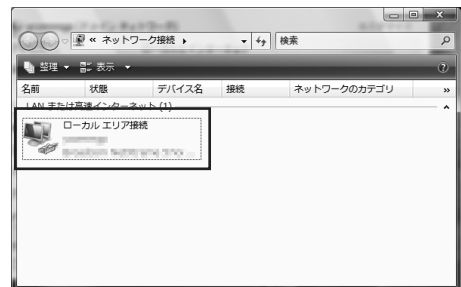 « ネットワーク接続 ▸
検索
整理 ▼ 表示 ▼
名前 状態 デバイス名 接続 ネットワークのカテゴリ »
LAN または高速インターネット (1)
ローカル エリア接続